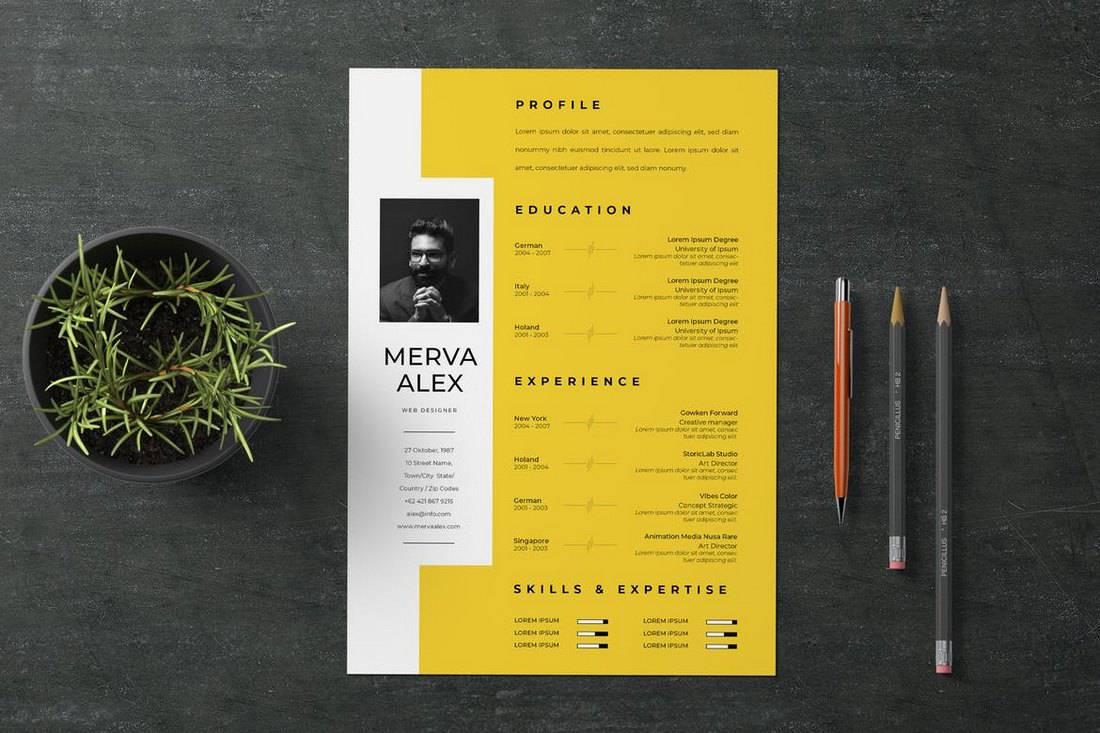 MERVA
ALEX
WEB DESIGNER
27 Oktober, 1987
10 Street Name,
Town/City State/
Country / Zip Codes
+62 421 867 9215
alex@info.com
www.mervaalex.com
PROFILE
Lorem ipsum dolor sit amet, consectetuer adipiscing elit, sed diam
nonummy nibh euismod tincidunt ut laore. Lorem ipsum dolor sit
amet, consectetuer adipiscing elit, sed diam nonumy.
EDUCATION
German
2004 - 2007
Lorem Ipsum Degree
University of Ipsum
Lorem ipsum dolor sit amet, consec-
tetuer adipiscing elit
Italy
2001 - 2004
Lorem Ipsum Degree
University of Ipsum
Lorem ipsum dolor sit amet, consec-
tetuer adipiscing elit
Holand
2001 - 2003
Lorem Ipsum Degree
University of Ipsum
Lorem ipsum dolor sit amet, consec-
tetuer adipiscing elit
EXPERIENCE
New York
2004 - 2007
Gowken Forward
Creative manager
Lorem ipsum dolor sit amet, consec
tuer adipiscing elit.
Holand
2001 - 2004
StoricLab Studio
Art Director
Lorem ipsum dolor sit amet, consec
tuer adipiscing elit.
German
2001 - 2003
Vibes Color
Concept Strategic
Lorem ipsum dolor sit amet, consec
tuer adipiscing elit.
Singapore
2001 - 2003
Animation Media Nusa Rare
Art Director
Lorem ipsum dolor sit amet, consec
tuer adipiscing elit.
SKILLS & EXPERTISE
LOREM IPSUM
LOREM IPSUM
LOREM IPSUM
LOREM IPSUM
LOREM IPSUM
LOREM IPSUM
PENCILLUS HB 2
PENCILLUS HB 2